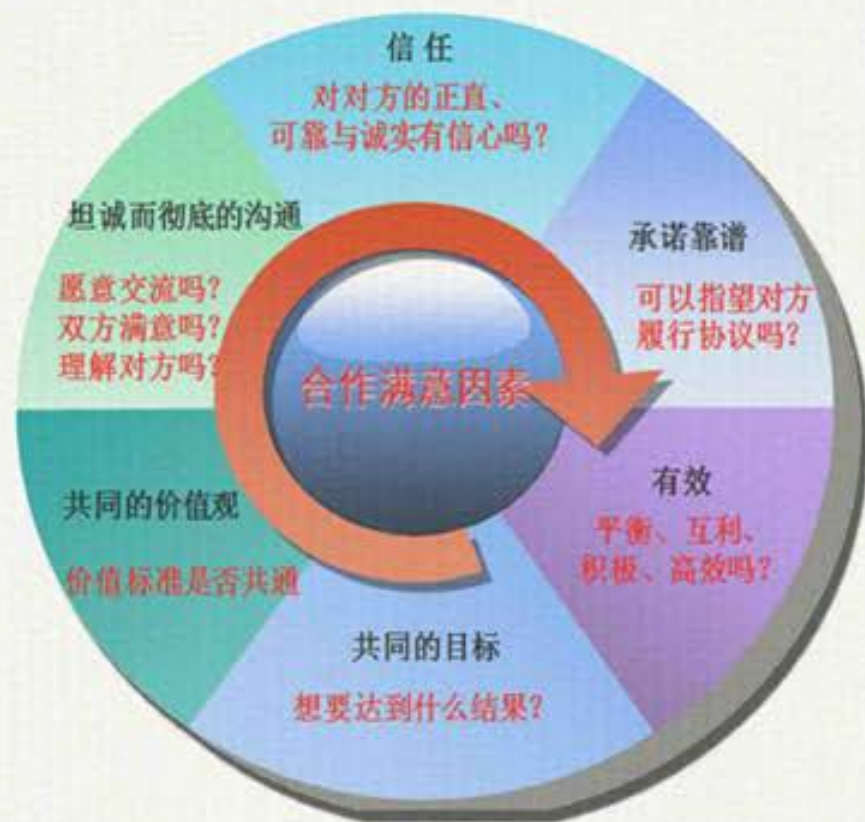 信任
对对方的正直、
可靠与诚实有信心吗？
承诺靠谱
可以指望对方
履行协议吗？
有效
平衡、互利、
积极、高效吗？
共同的目标
想要达到什么结果？
共同的价值观
价值标准是否共通
坦诚而彻底的沟通
愿意交流吗？
双方满意吗？
理解对方吗？
合作满意因素